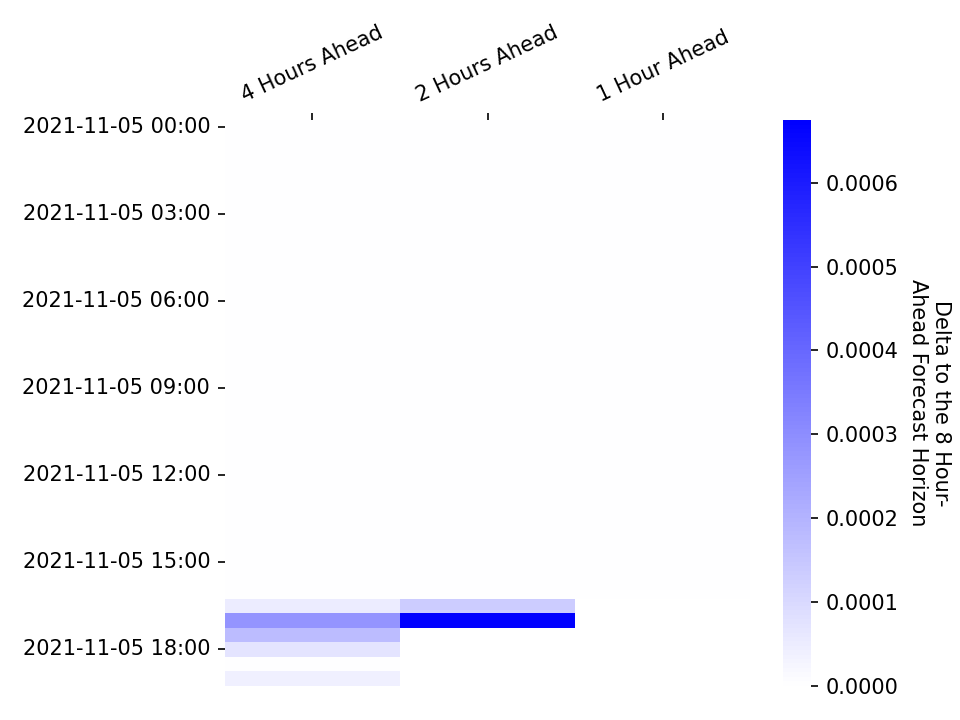 4 Hours Ahead
2 Hours Ahead
1 Hour Ahead
2021-11-05 00:00
2021-11-05 03:00
2021-11-05 06:00
2021-11-05 09:00
2021-11-05 12:00
2021-11-05 15:00
2021-11-05 18:00
0.0006
0.0005
0.0004
0.0003
0.0002
0.0001
0.0000
Delta to the 8 Hour-
Ahead Forecast Horizon